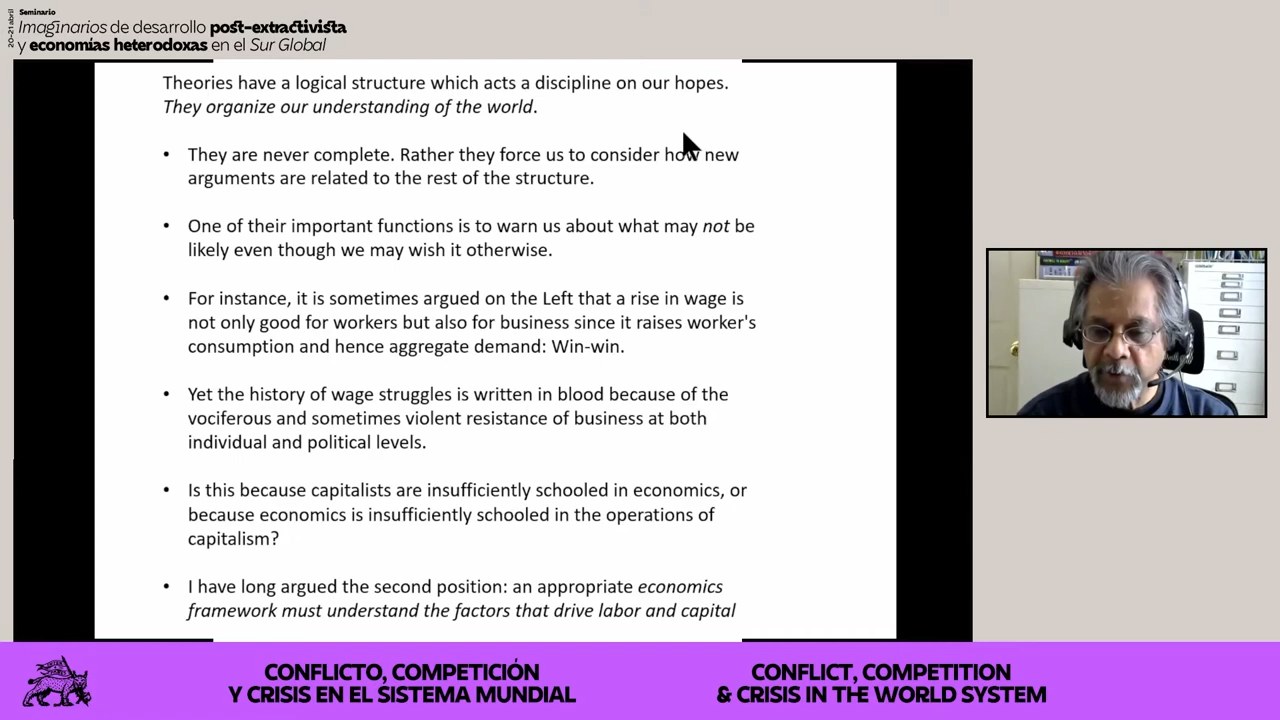 20-21 abril
Seminario
Imaginarios de desarrollo post-extractivista
y economías heterodoxas en el Sur Global
Theories have a logical structure which acts a discipline on our hopes.
They organize our understanding of the world.
• They are never complete. Rather they force us to consider how new
arguments are related to the rest of the structure.
• One of their important functions is to warn us about what may not be
likely even though we may wish it otherwise.
• For instance, it is sometimes argued on the Left that a rise in wage is
not only good for workers but also for business since it raises worker's
consumption and hence aggregate demand: Win-win.
• Yet the history of wage struggles is written in blood because of the
vociferous and sometimes violent resistance of business at both
individual and political levels.
• Is this because capitalists are insufficiently schooled in economics, or
because economics is insufficiently schooled in the operations of
capitalism?
• I have long argued the second position: an appropriate economics
framework must understand the factors that drive labor and capital
CONFLICTO, COMPETICIÓN
Y CRISIS EN EL SISTEMA MUNDIAL
CONFLICT, COMPETITION
& CRISIS IN THE WORLD SYSTEM